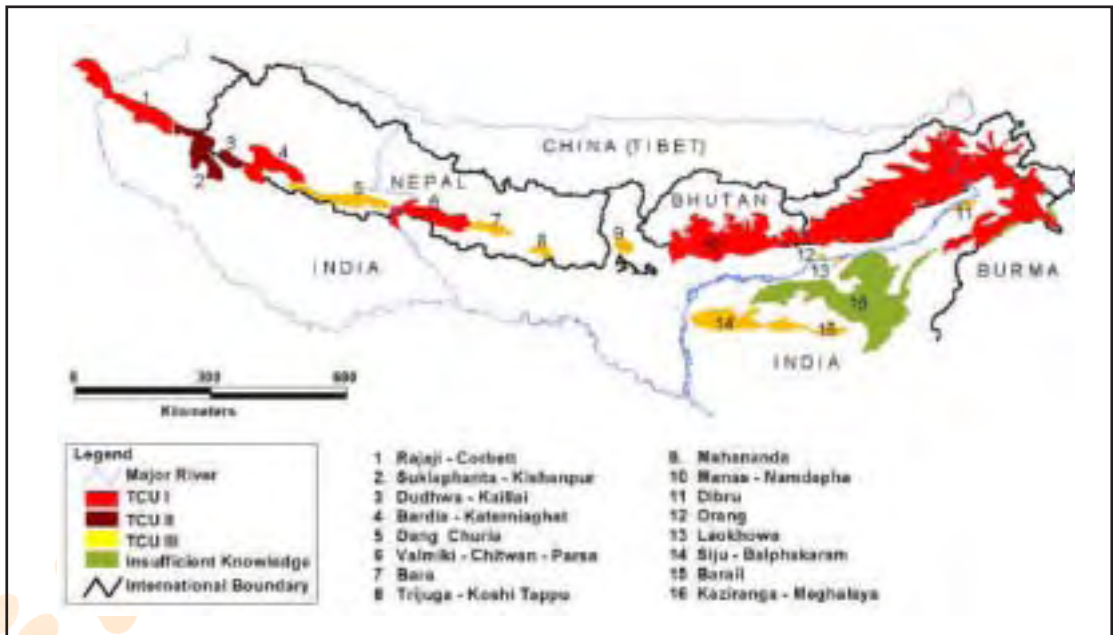 1
2
3
4
CHINA (TIBET)
NEPAL
5
6
7
8
9
BHUTAN
10
11
12
13
INDIA
BURMA
16
14
15
INDIA
0 300 600
Kilometers
Legend
Major River
TCU I
TCU II
TCU III
Insufficient Knowledge
International Boundary
1 Rajaji - Corbett
2 Suklaphanta - Kishanpur
3 Dudhwa - Kaillai
4 Bardia - Katerniaghat
5 Dang Churia
6 Valmiki - Chitwan - Parsa
7 Bara
8 Trijuga - Koshi Tappu
9. Mahananda
10 Manas - Namdapha
11 Dibru
12 Orang
13 Laokhowa
14 Siju - Balphakaram
15 Barail
16 Kaziranga - Meghalaya